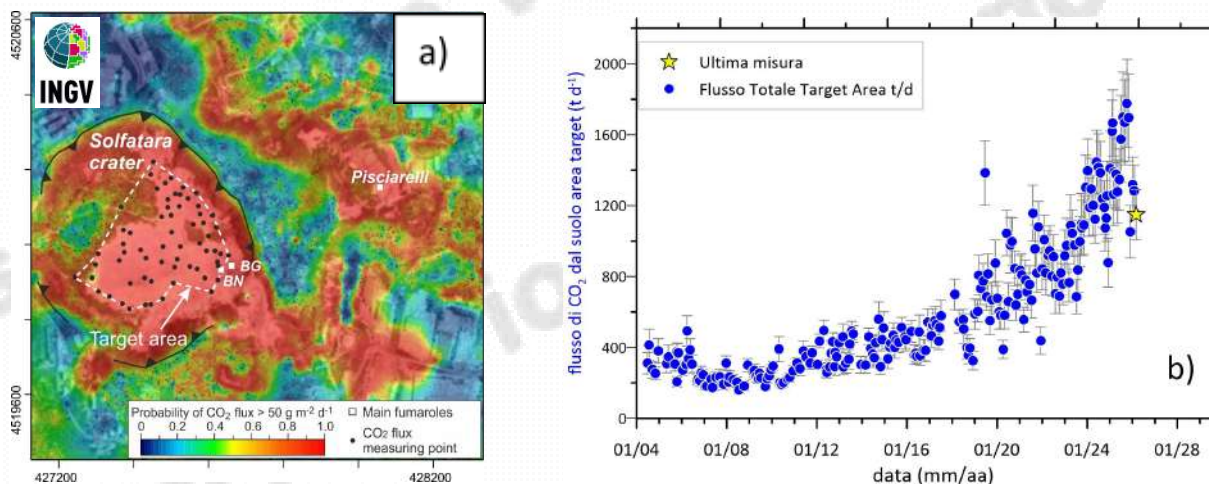 4520600
4519600
INGV
a)
Solfatara
crater
Pisciarelli
BG
BN
Target area
Probability of CO₂ flux > 50 g m⁻² d⁻¹
0 0.2 0.4 0.6 0.8 1.0
Main fumaroles
CO₂ flux
measuring point
427200
428200
flusso di CO₂ dal suolo area target (t d⁻¹)
2000
1600
1200
800
400
0
Ultima misura
Flusso Totale Target Area t/d
b)
01/04 01/08 01/12 01/16 01/20 01/24 01/28
data (mm/aa)